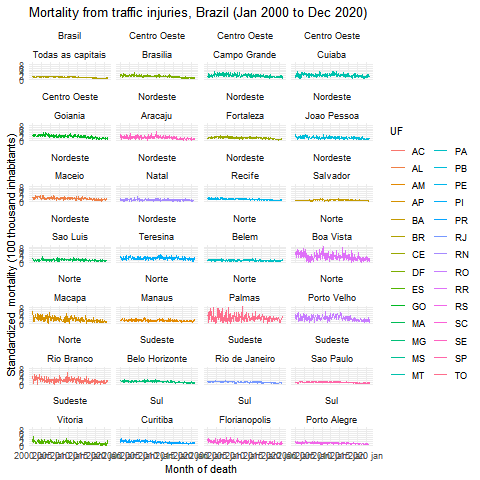 Mortality from traffic injuries, Brazil (Jan 2000 to Dec 2020)
Brasil Centro Oeste Centro Oeste Centro Oeste
Todas as capitais Brasilia Campo Grande Cuiaba
Centro Oeste Nordeste Nordeste Nordeste
Goiania Aracaju Fortaleza Joao Pessoa
Nordeste Nordeste Nordeste Nordeste
Maceio Natal Recife Salvador
Nordeste Nordeste Norte Norte
Sao Luis Teresina Belem Boa Vista
Norte Norte Norte Norte
Macapa Manaus Palmas Porto Velho
Norte Sudeste Sudeste Sudeste
Rio Branco Belo Horizonte Rio de Janeiro Sao Paulo
Sudeste Sul Sul Sul
Vitoria Curitiba Florianopolis Porto Alegre
Month of death
Standardized mortality (100 thousand inhabitants)
UF
AC PA
AL PB
AM PE
AP PI
BA PR
BR RJ
CE RN
DF RO
ES RR
GO RS
MA SC
MG SE
MS SP
MT TO